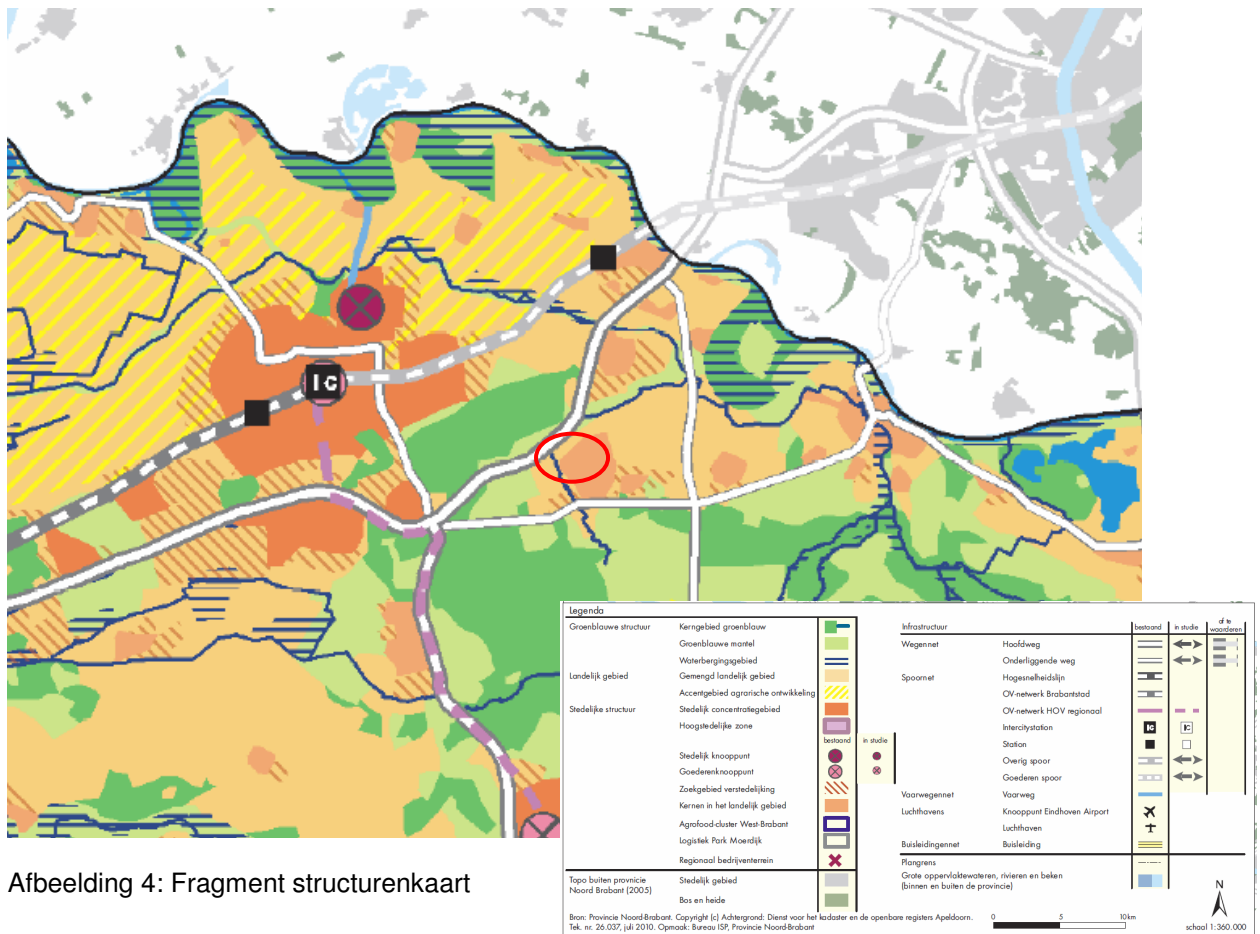 IC
Legenda
Groenblauwe structuur Kerngebied groenblauw
Groenblauwe mantel
Waterbergingsgebied
Landelijk gebied Gemengd landelijk gebied
Accentgebied agrarische ontwikkeling
Stedelijke structuur Stedelijk concentratiegebied
Hoogstedelijke zone
bestaand in studie
Stedelijk knooppunt
Goederenknooppunt
Zoekgebied verstedelijking
Kernen in het landelijk gebied
Agrofood-cluster West-Brabant
Logistiek Park Moerdijk
Regionaal bedrijventerrein
Topo buiten provnicie Stedelijk gebied
Noord Brabant (2005)
Bos en heide
Infrastructuur bestaand in studie of te waarderen
Wegennet Hoofdweg
Onderliggende weg
Spoornet Hogesnelheidslijn
OV-netwerk Brabantstad
OV-netwerk HOV regionaal
Intercitystation IC IC
Station
Overig spoor
Goederen spoor
Vaarwegennet Vaarweg
Luchthavens Knooppunt Eindhoven Airport
Luchthaven
Buisleidingennet Buisleiding
Plangrens
Grote oppervlaktewateren, rivieren en beken
(binnen en buiten de provincie)
N
Bron: Provincie Noord-Brabant. Copyright (c) Achtergrond: Dienst voor het kadaster en de openbare registers Apeldoorn.
Tek. nr. 26.037, juli 2010. Opmaak: Bureau ISP, Provincie Noord-Brabant
0 5 10km
schaal 1:360.000
Afbeelding 4: Fragment structurenkaart